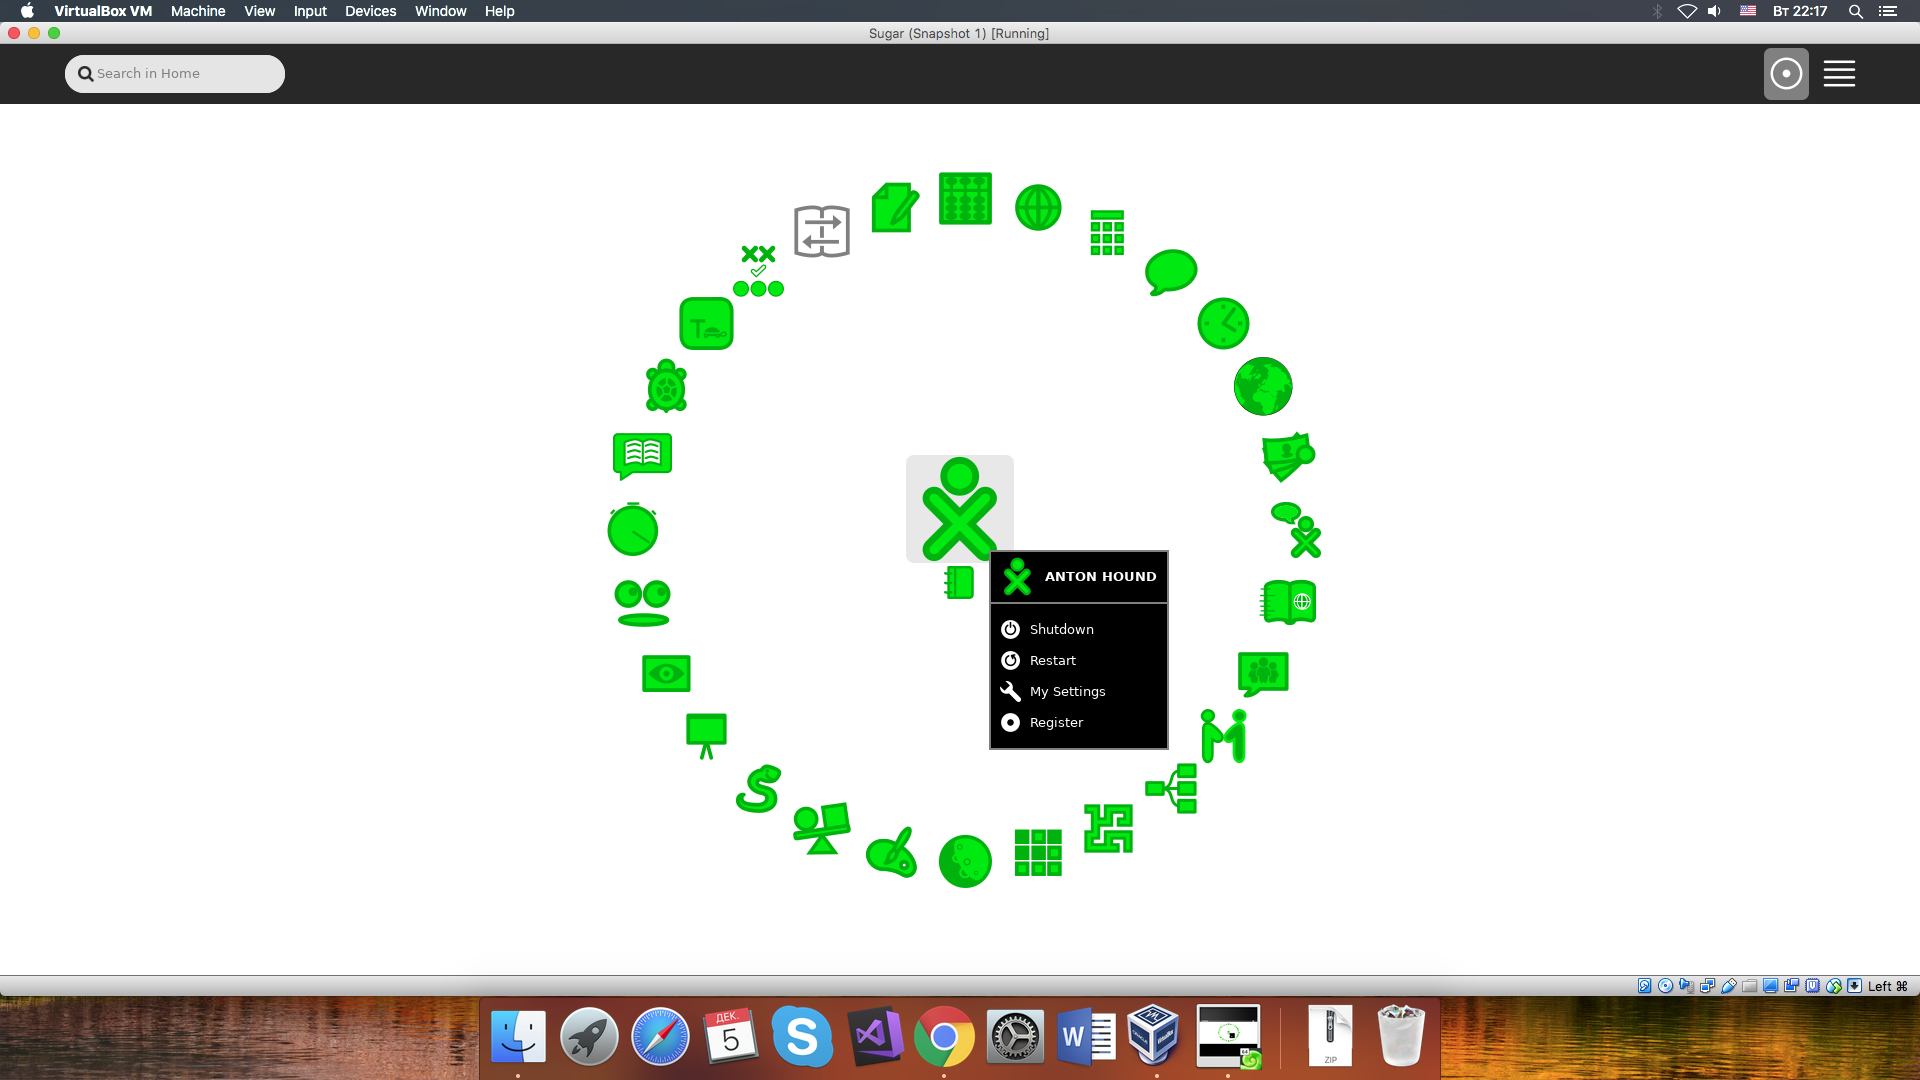 VirtualBox VM Machine View Input Devices Window Help Вт 22:17
Sugar (Snapshot 1) [Running]
Search in Home
T
ANTON HOUND
Shutdown
Restart
My Settings
Register
Left ⌘
ДЕК.
5
S
W
ZIP